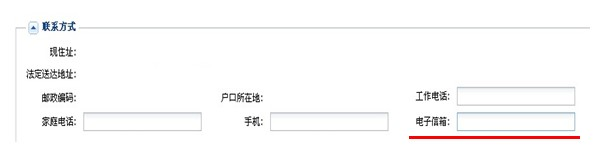 联系方式
现住址:
法定送达地址:
邮政编码: 户口所在地: 工作电话:
家庭电话: 手机: 电子信箱: